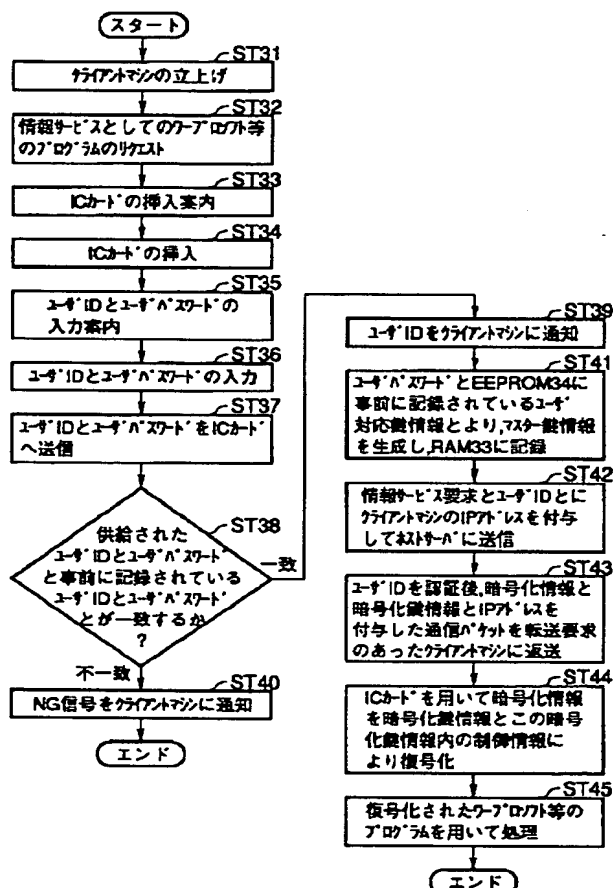 スタート
ST31
クライアントマシンの立上げ
ST32
情報サービスとしてのワープロソフト等
のプログラムのリクエスト
ST33
ICカードの挿入案内
ST34
ICカードの挿入
ST35
ユーザIDとユーザパスワードの
入力案内
ST36
ユーザIDとユーザパスワードの入力
ST37
ユーザIDとユーザパスワードをICカード
へ送信
ST38
供給された
ユーザIDとユーザパスワード
と事前に記録されている
ユーザIDとユーザパスワード
とが一致するか
?
一致
不一致
ST40
NG信号をクライアントマシンに通知
エンド
ST39
ユーザIDをクライアントマシンに通知
ST41
ユーザパスワードとEEPROM34に
事前に記録されているユーザ
対応鍵情報とより,マスター鍵情報
を生成し,RAM33に記録
ST42
情報サービス要求とユーザIDとに
クライアントマシンのIPアドレスを付与
してホストサーバに送信
ST43
ユーザIDを認証後,暗号化情報と
暗号化鍵情報とIPアドレスを
付与した通信パケットを転送要求
のあったクライアントマシンに返送
ST44
ICカードを用いて暗号化情報
を暗号化鍵情報とこの暗号
化鍵情報内の制御情報に
より復号化
ST45
復号化されたワープロソフト等の
プログラムを用いて処理
エンド